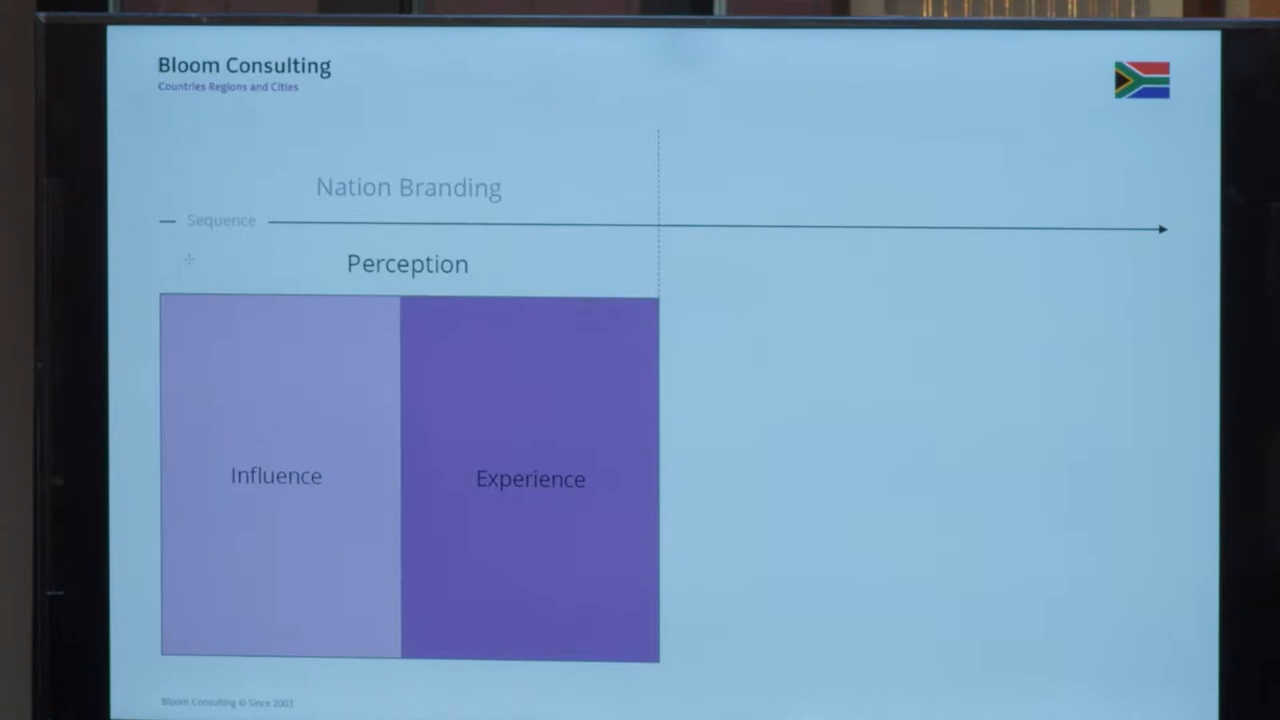 Bloom Consulting
Countries Regions and Cities
Nation Branding
Sequence
Perception
Influence
Experience
Bloom Consulting © Since 2003